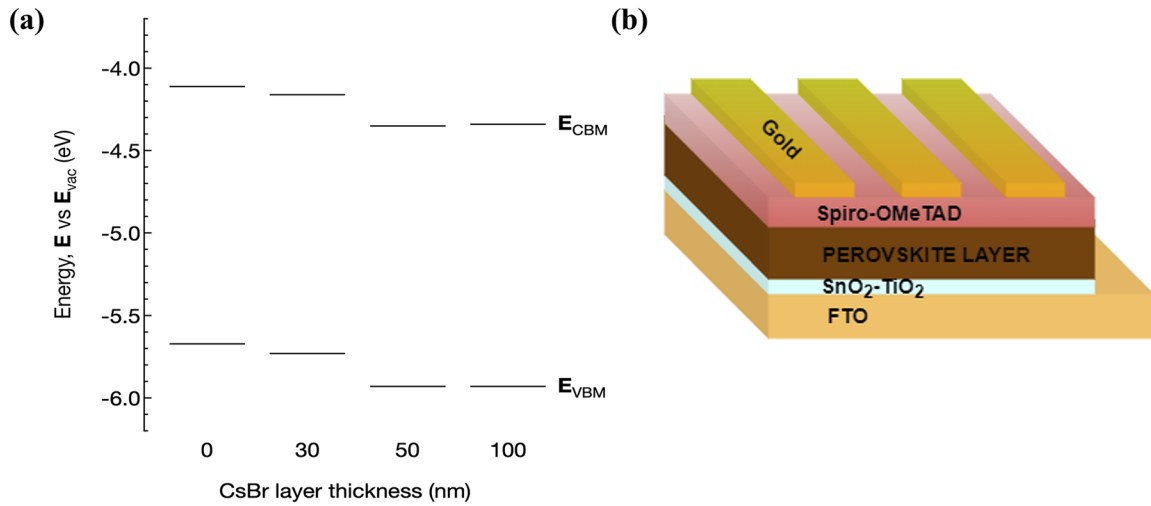 (a)
Energy, E vs Evac (eV)
-4.0
-4.5
-5.0
-5.5
-6.0
ECBM
EVBM
0 30 50 100
CsBr layer thickness (nm)
(b)
Gold
Spiro-OMeTAD
PEROVSKITE LAYER
SnO2-TiO2
FTO